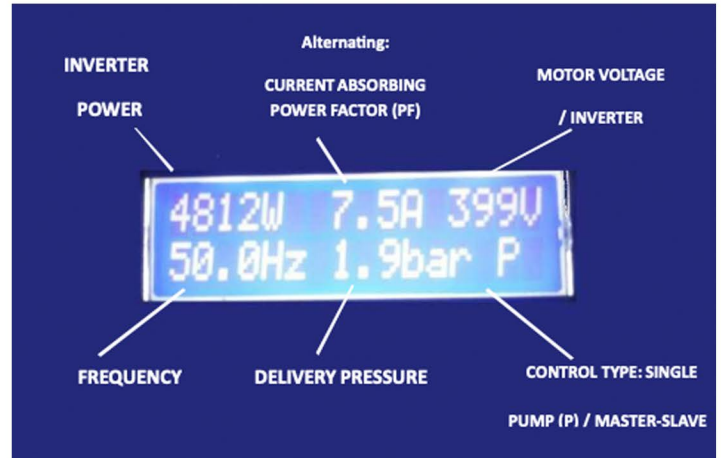 Alternating:
INVERTER
POWER
CURRENT ABSORBING
POWER FACTOR (PF)
MOTOR VOLTAGE
/ INVERTER
4812W 7.5A 399V
50.0Hz 1.9bar P
FREQUENCY
DELIVERY PRESSURE
CONTROL TYPE: SINGLE
PUMP (P) / MASTER-SLAVE